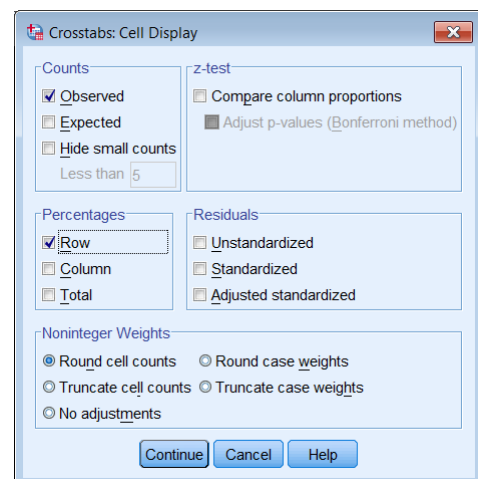 Crosstabs: Cell Display
Counts
Observed
Expected
Hide small counts
Less than 5
z-test
Compare column proportions
Adjust p-values (Bonferroni method)
Percentages
Row
Column
Total
Residuals
Unstandardized
Standardized
Adjusted standardized
Noninteger Weights
Round cell counts Round case weights
Truncate cell counts Truncate case weights
No adjustments
Continue Cancel Help